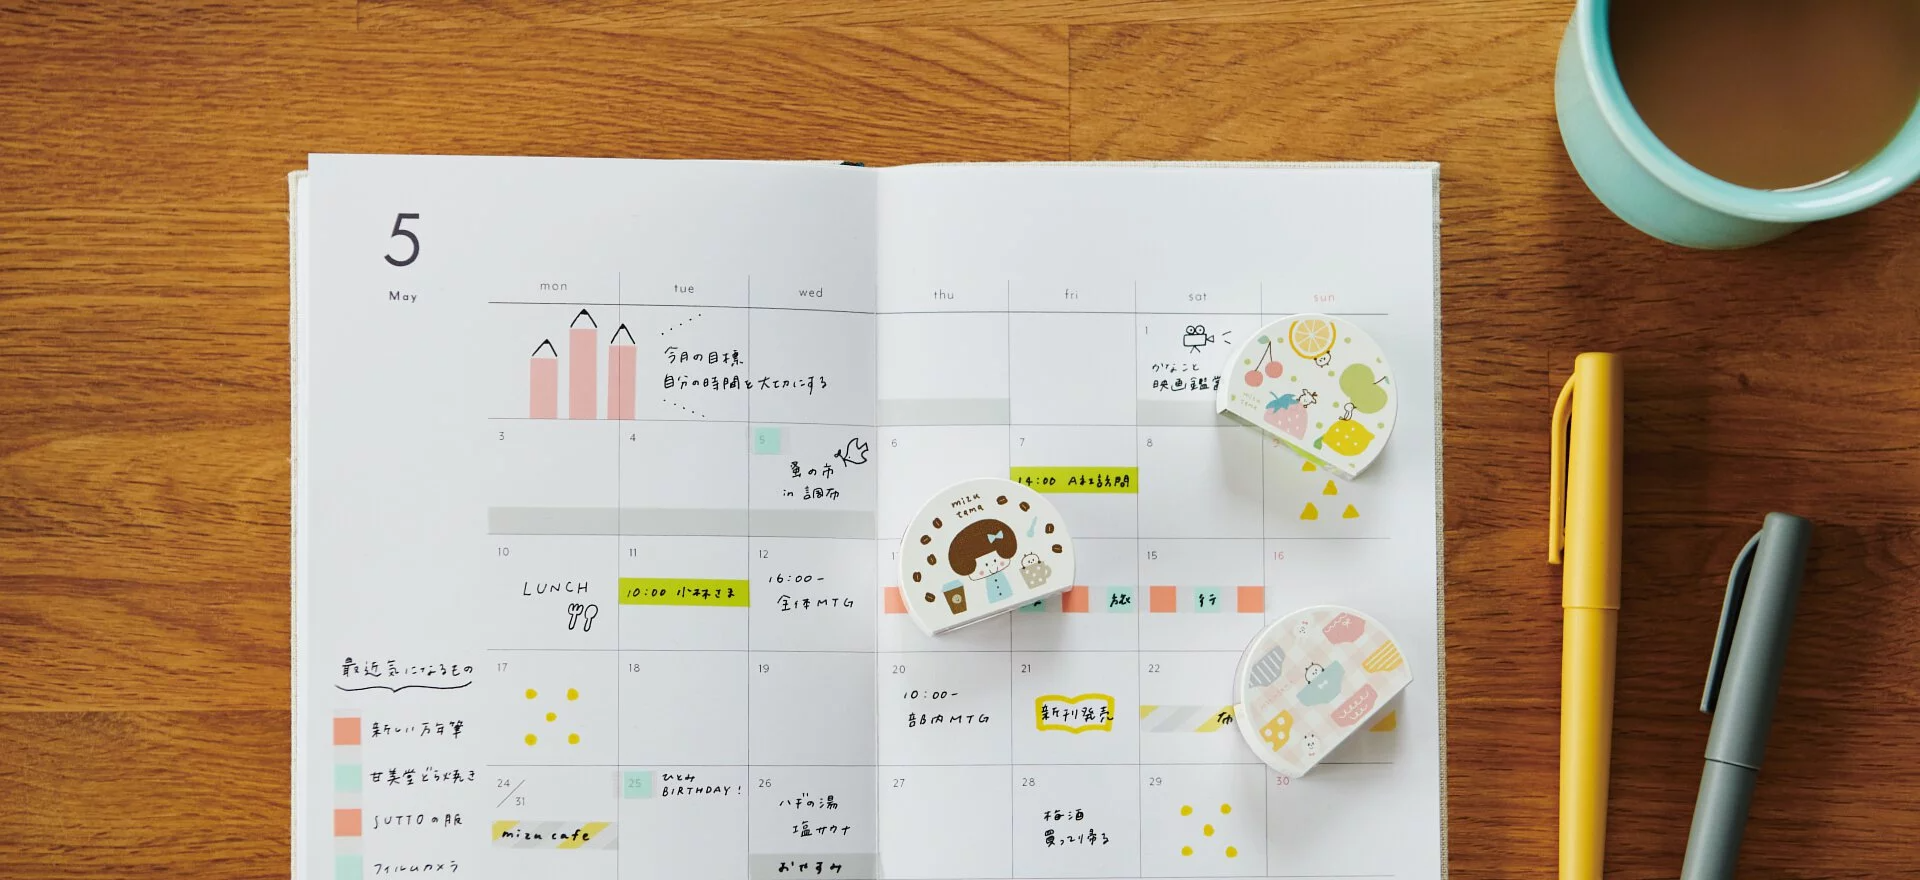 5
May
mon tue wed thu fri sat sun
今月の目標
自分の時間を大切にする
1
かなこと
映画鑑賞
3 4 5 6 7 8 9
蚤の市
in 調布
14:00 A社訪問
mizu
tama
mizu
tama
10 11 12 15 16
LUNCH
10:00 小林さま
16:00-
全体MTG
旅 行
最近気になるもの
新しい万年筆
甘美堂どら焼き
SUTTOの服
フィルムカメラ
17 18 19 20 21 22
10:00-
部内MTG
新刊発売
24/31 25 26 27 28 29 30
ひとみ
BIRTHDAY!
mizu cafe
ハギの湯
塩サウナ
おやすみ
梅酒
買って帰る